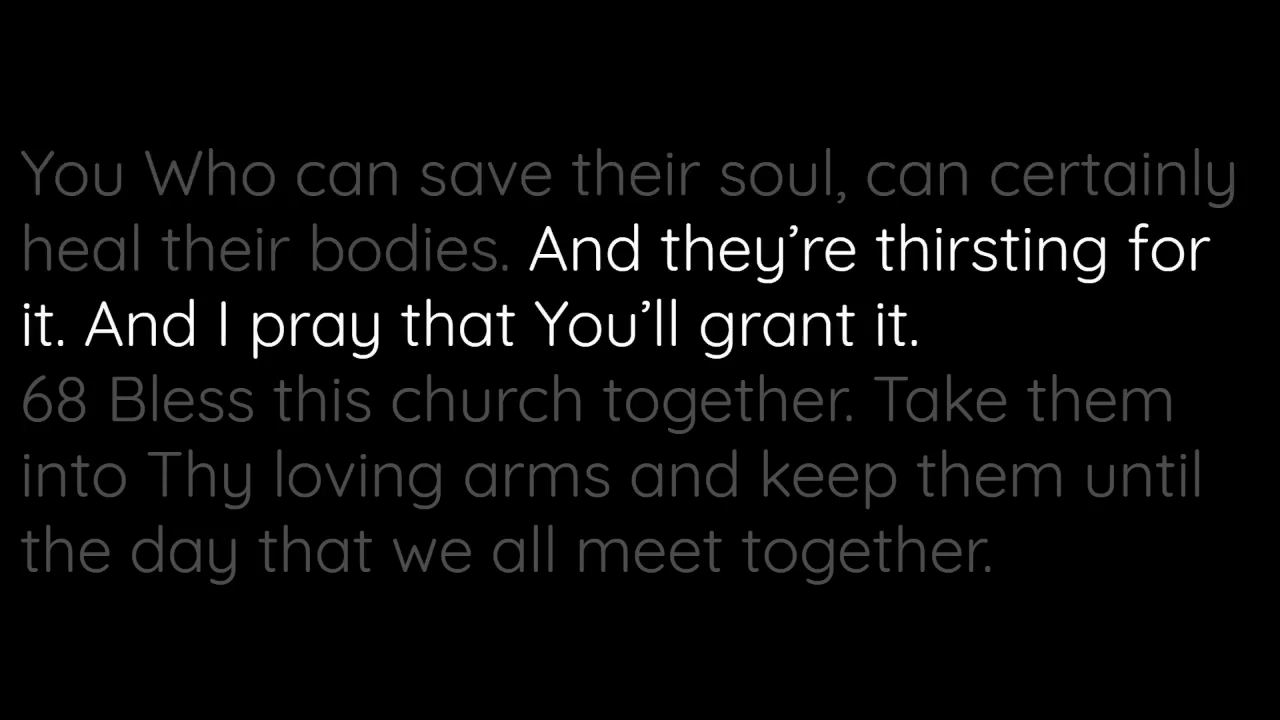 You Who can save their soul, can certainly
heal their bodies. And they’re thirsting for
it. And I pray that You’ll grant it.
68 Bless this church together. Take them
into Thy loving arms and keep them until
the day that we all meet together.